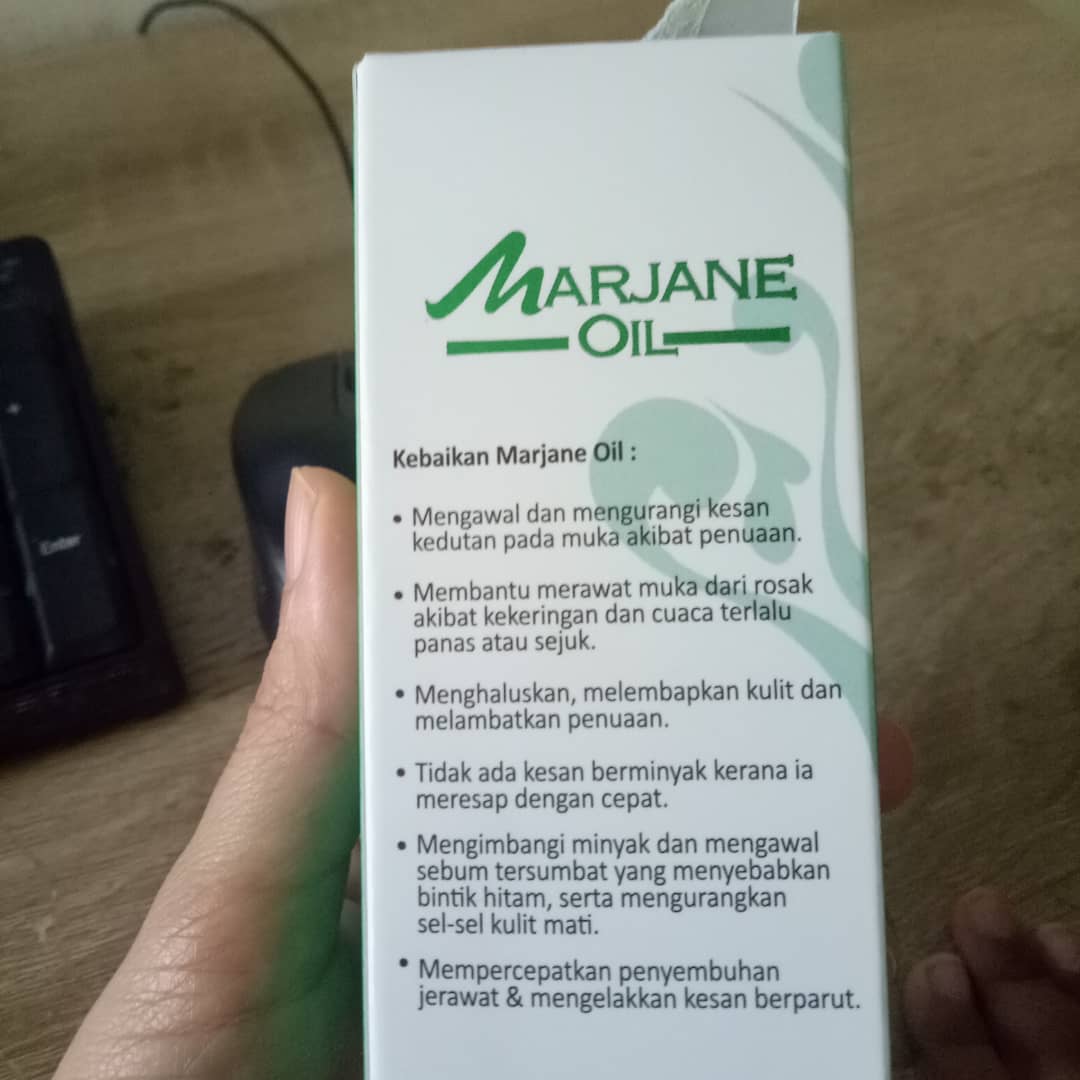 MARJANE
OIL
Kebaikan Marjane Oil :
• Mengawal dan mengurangi kesan
kedutan pada muka akibat penuaan.
• Membantu merawat muka dari rosak
akibat kekeringan dan cuaca terlalu
panas atau sejuk.
• Menghaluskan, melembapkan kulit dan
melambatkan penuaan.
• Tidak ada kesan berminyak kerana ia
meresap dengan cepat.
• Mengimbangi minyak dan mengawal
sebum tersumbat yang menyebabkan
bintik hitam, serta mengurangkan
sel-sel kulit mati.
• Mempercepatkan penyembuhan
jerawat & mengelakkan kesan berparut.
Enter